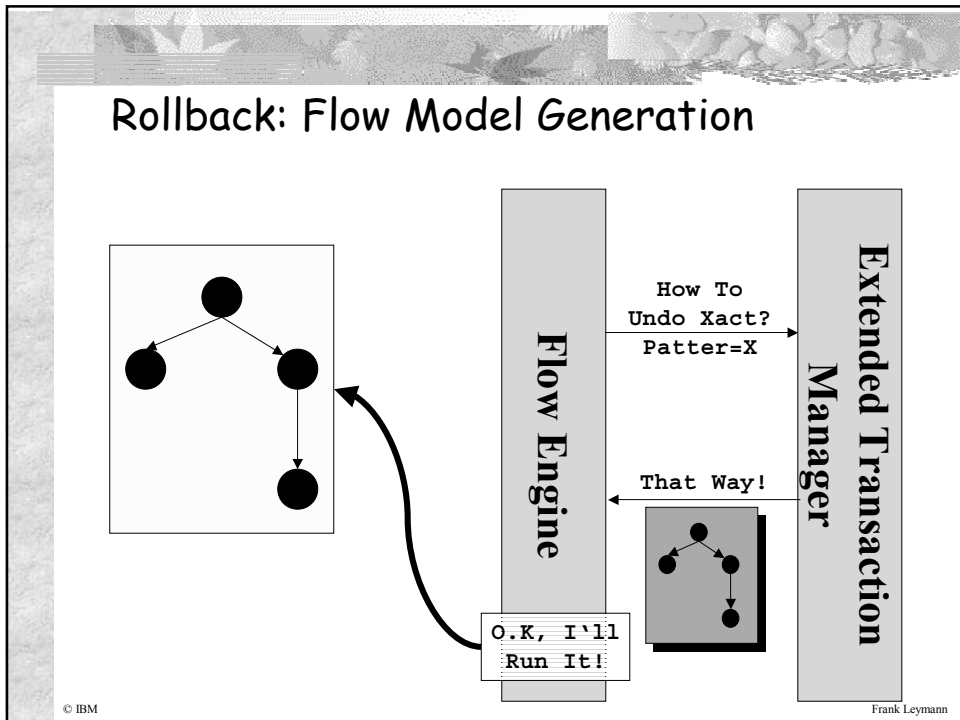 Rollback: Flow Model Generation
How To
Undo Xact?
Patter=X
Flow Engine
Extended Transaction
Manager
That Way!
O.K, I‘ll
Run It!
© IBM
Frank Leymann